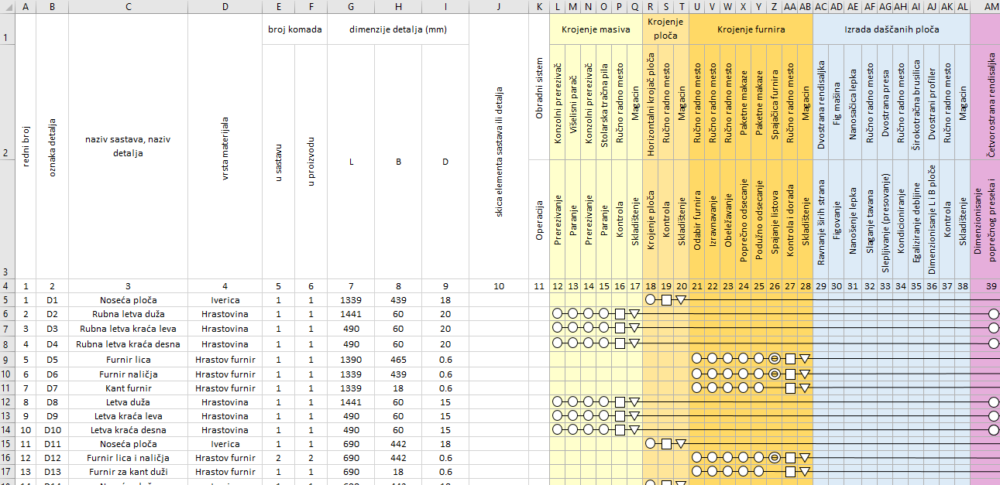 A B C D E F G H I J K L M N O P Q R S T U V W X Y Z AA AB AC AD AE AF AG AH AI AJ AK AL AM
1
broj komada
dimenzije detalja (mm)
Krojenje masiva
Krojenje ploča
Krojenje furnira
Izrada daščanih ploča
2
redni broj
oznaka detalja
naziv sastava, naziv detalja
vrsta materijala
u sastavu
u proizvodu
L
B
D
skica elementa sastava ili detalja
Obradni sistem
Konzolni prerezivač
Višelisni parač
Konzolni prerezivač
Stolarska tračna pila
Ručno radno mesto
Magacin
Horizontalni krojač ploča
Ručno radno mesto
Magacin
Ručno radno mesto
Ručno radno mesto
Ručno radno mesto
Paketne makaze
Paketne makaze
Spajačica furnira
Ručno radno mesto
Magacin
Dvostrana rendisaljka
Fig mašina
Nanosačica lepka
Ručno radno mesto
Dvostrana presa
Ručno radno mesto
Širokotračna brusilica
Dvostrani profiler
Ručno radno mesto
Magacin
Četvorostrana rendisaljka
3
Operacija
Prerezivanje
Paranje
Prerezivanje
Paranje
Kontrola
Skladištenje
Krojenje ploča
Kontrola
Skladištenje
Odabir furnira
Izravnavanje
Obeležavanje
Poprečno odsecanje
Podužno odsecanje
Spajanje listova
Kontrola i dorada
Skladištenje
Ravnanje širih strana
Figovanje
Nanošenje lepka
Slaganje tavana
Slepljivanje (presovanje)
Kondicioniranje
Egaliziranje debljine
Dimenzionisanje L i B ploče
Kontrola
Skladištenje
Dimenzionisanje
poprečnog preseka i
4 1 2 3 4 5 6 7 8 9 10 11 12 13 14 15 16 17 18 19 20 21 22 23 24 25 26 27 28 29 30 31 32 33 34 35 36 37 38 39
5 1 D1 Noseća ploča Iverica 1 1 1339 439 18
6 2 D2 Rubna letva duža Hrastovina 1 1 1441 60 20
7 3 D3 Rubna letva kraća leva Hrastovina 1 1 490 60 20
8 4 D4 Rubna letva kraća desna Hrastovina 1 1 490 60 20
9 5 D5 Furnir lica Hrastov furnir 1 1 1390 465 0.6
10 6 D6 Furnir naličja Hrastov furnir 1 1 1339 439 0.6
11 7 D7 Kant furnir Hrastov furnir 1 1 1339 18 0.6
12 8 D8 Letva duža Hrastovina 1 1 1441 60 15
13 9 D9 Letva kraća leva Hrastovina 1 1 490 60 15
14 10 D10 Letva kraća desna Hrastovina 1 1 490 60 15
15 11 D11 Noseća ploča Iverica 1 1 690 442 18
16 12 D12 Furnir lica i naličja Hrastov furnir 2 2 690 442 0.6
17 13 D13 Furnir za kant duži Hrastov furnir 1 1 690 18 0.6